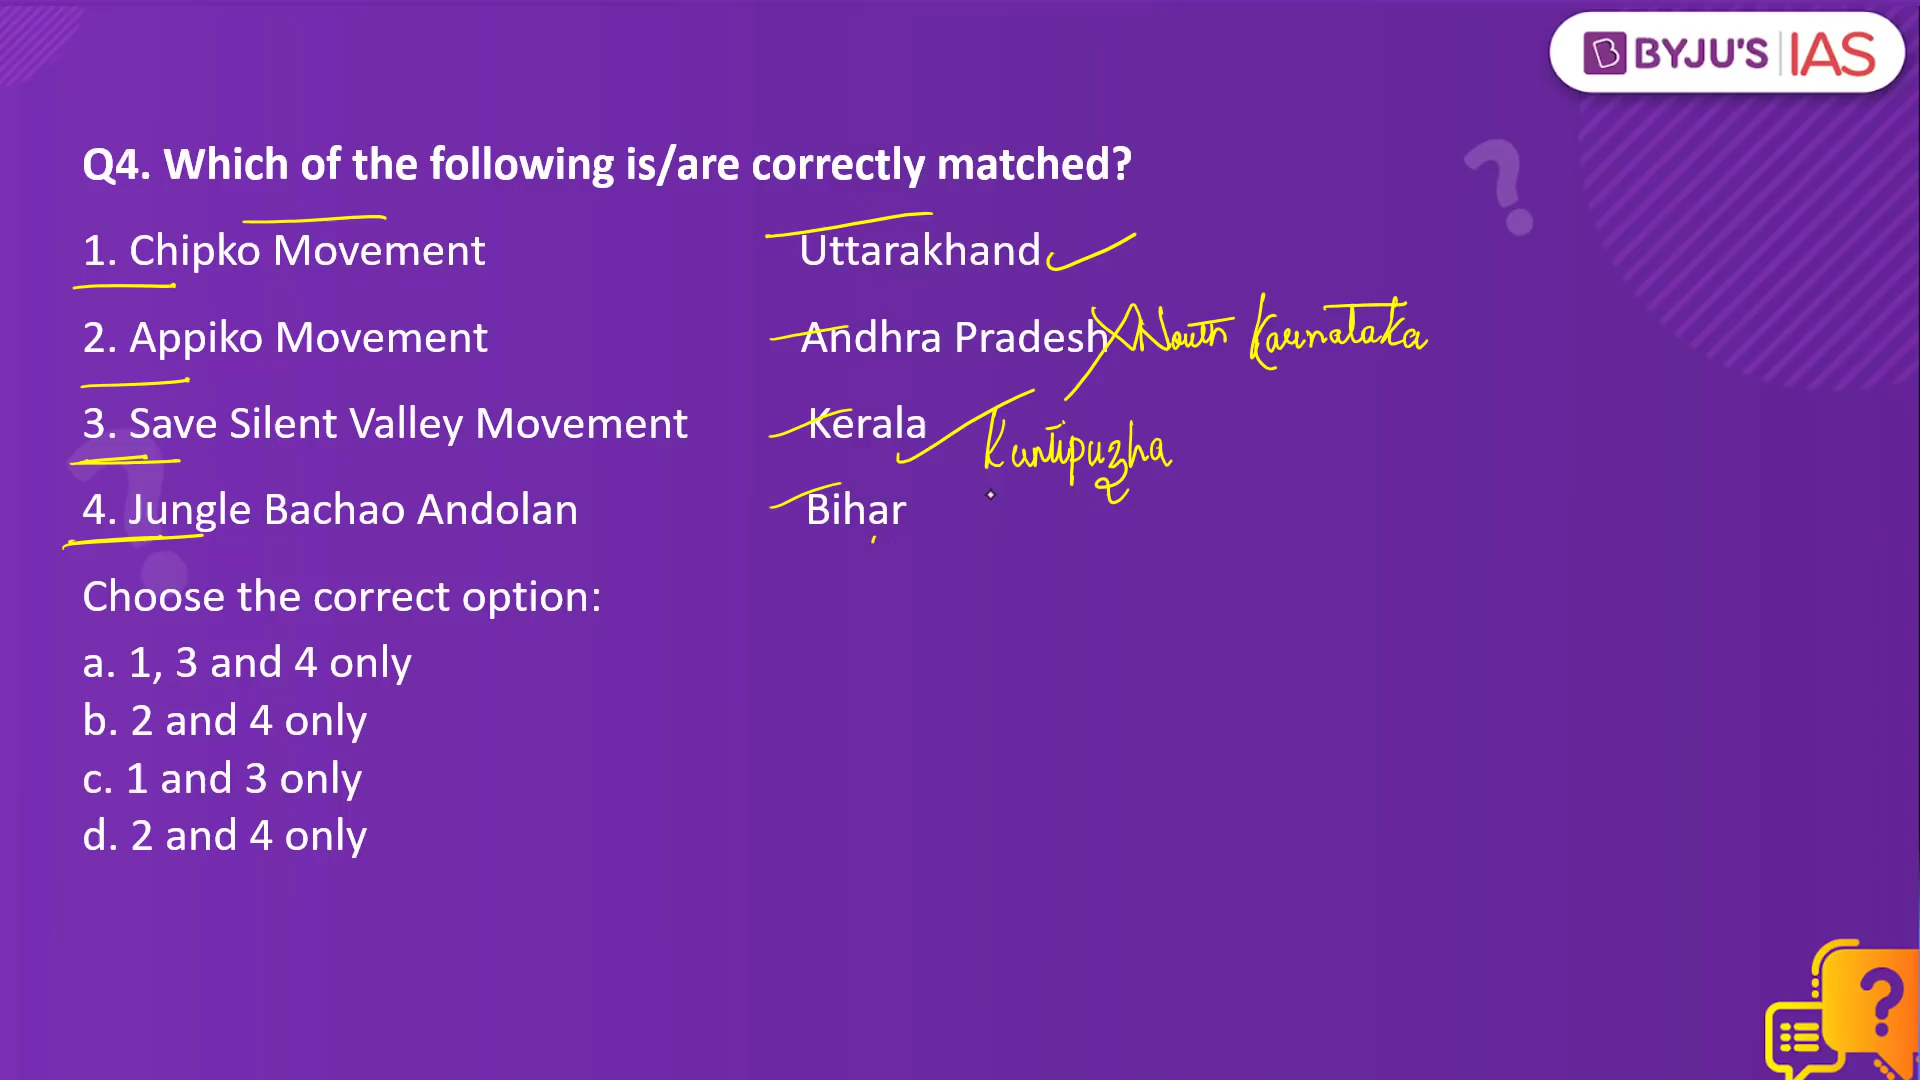 BYJU'S IAS
Q4. Which of the following is/are correctly matched?
1. Chipko Movement Uttarakhand
2. Appiko Movement Andhra Pradesh North Karnataka
3. Save Silent Valley Movement Kerala
Kuntipuzha
4. Jungle Bachao Andolan Bihar
Choose the correct option:
a. 1, 3 and 4 only
b. 2 and 4 only
c. 1 and 3 only
d. 2 and 4 only